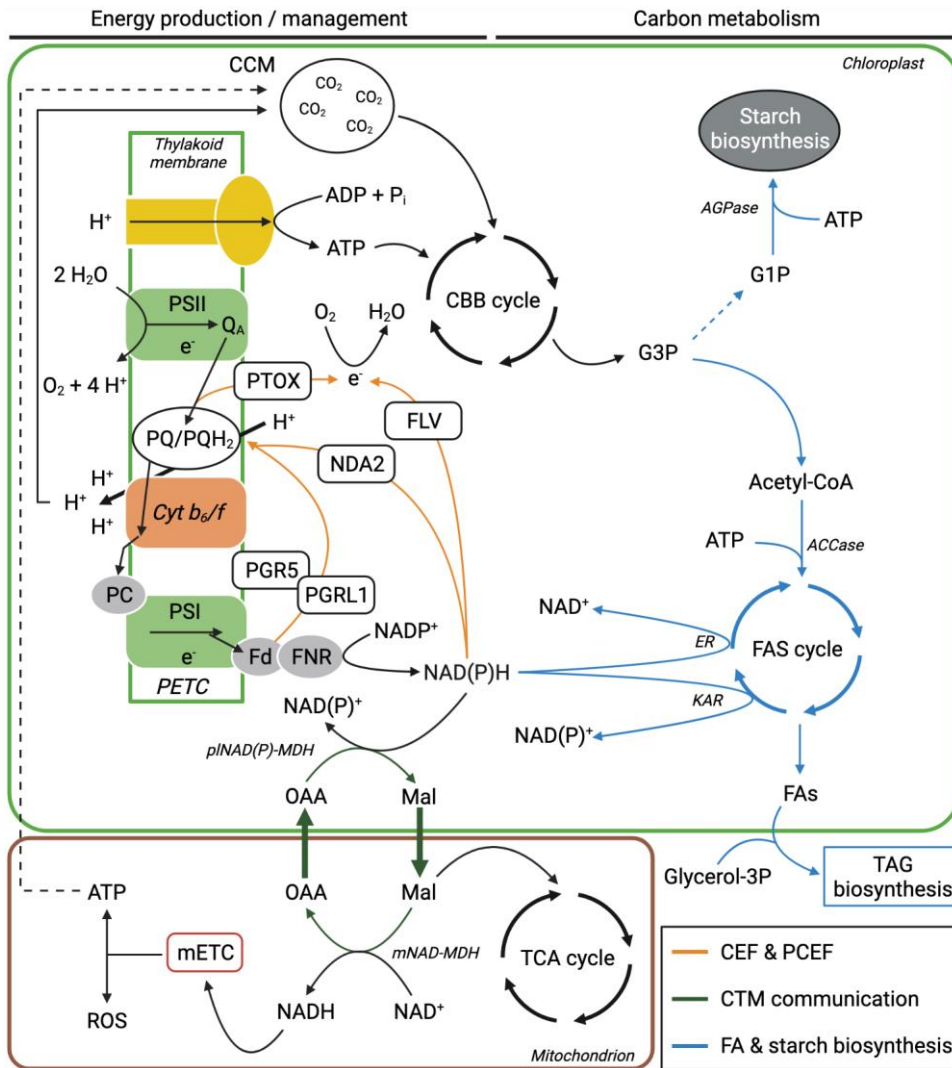 Energy production / management
Carbon metabolism
Chloroplast
CCM
CO₂
CO₂
CO₂
CO₂
Starch
biosynthesis
Thylakoid
membrane
H⁺
ADP + Pᵢ
ATP
AGPase
ATP
G1P
2 H₂O
PSII
Q_A
e⁻
O₂ + 4 H⁺
O₂
H₂O
e⁻
CBB cycle
G3P
PTOX
FLV
H⁺
PQ/PQH₂
NDA2
H⁺
H⁺
Cyt b₆/f
Acetyl-CoA
ATP
ACCase
PGR5
PGRL1
PC
PSI
e⁻
Fd
FNR
NADP⁺
NAD(P)H
PETC
NAD⁺
ER
FAS cycle
KAR
NAD(P)⁺
NAD(P)⁺
plNAD(P)-MDH
OAA
Mal
FAs
OAA
Mal
Glycerol-3P
TAG
biosynthesis
ATP
mETC
ROS
mNAD-MDH
NADH
NAD⁺
TCA cycle
Mitochondrion
CEF & PCEF
CTM communication
FA & starch biosynthesis